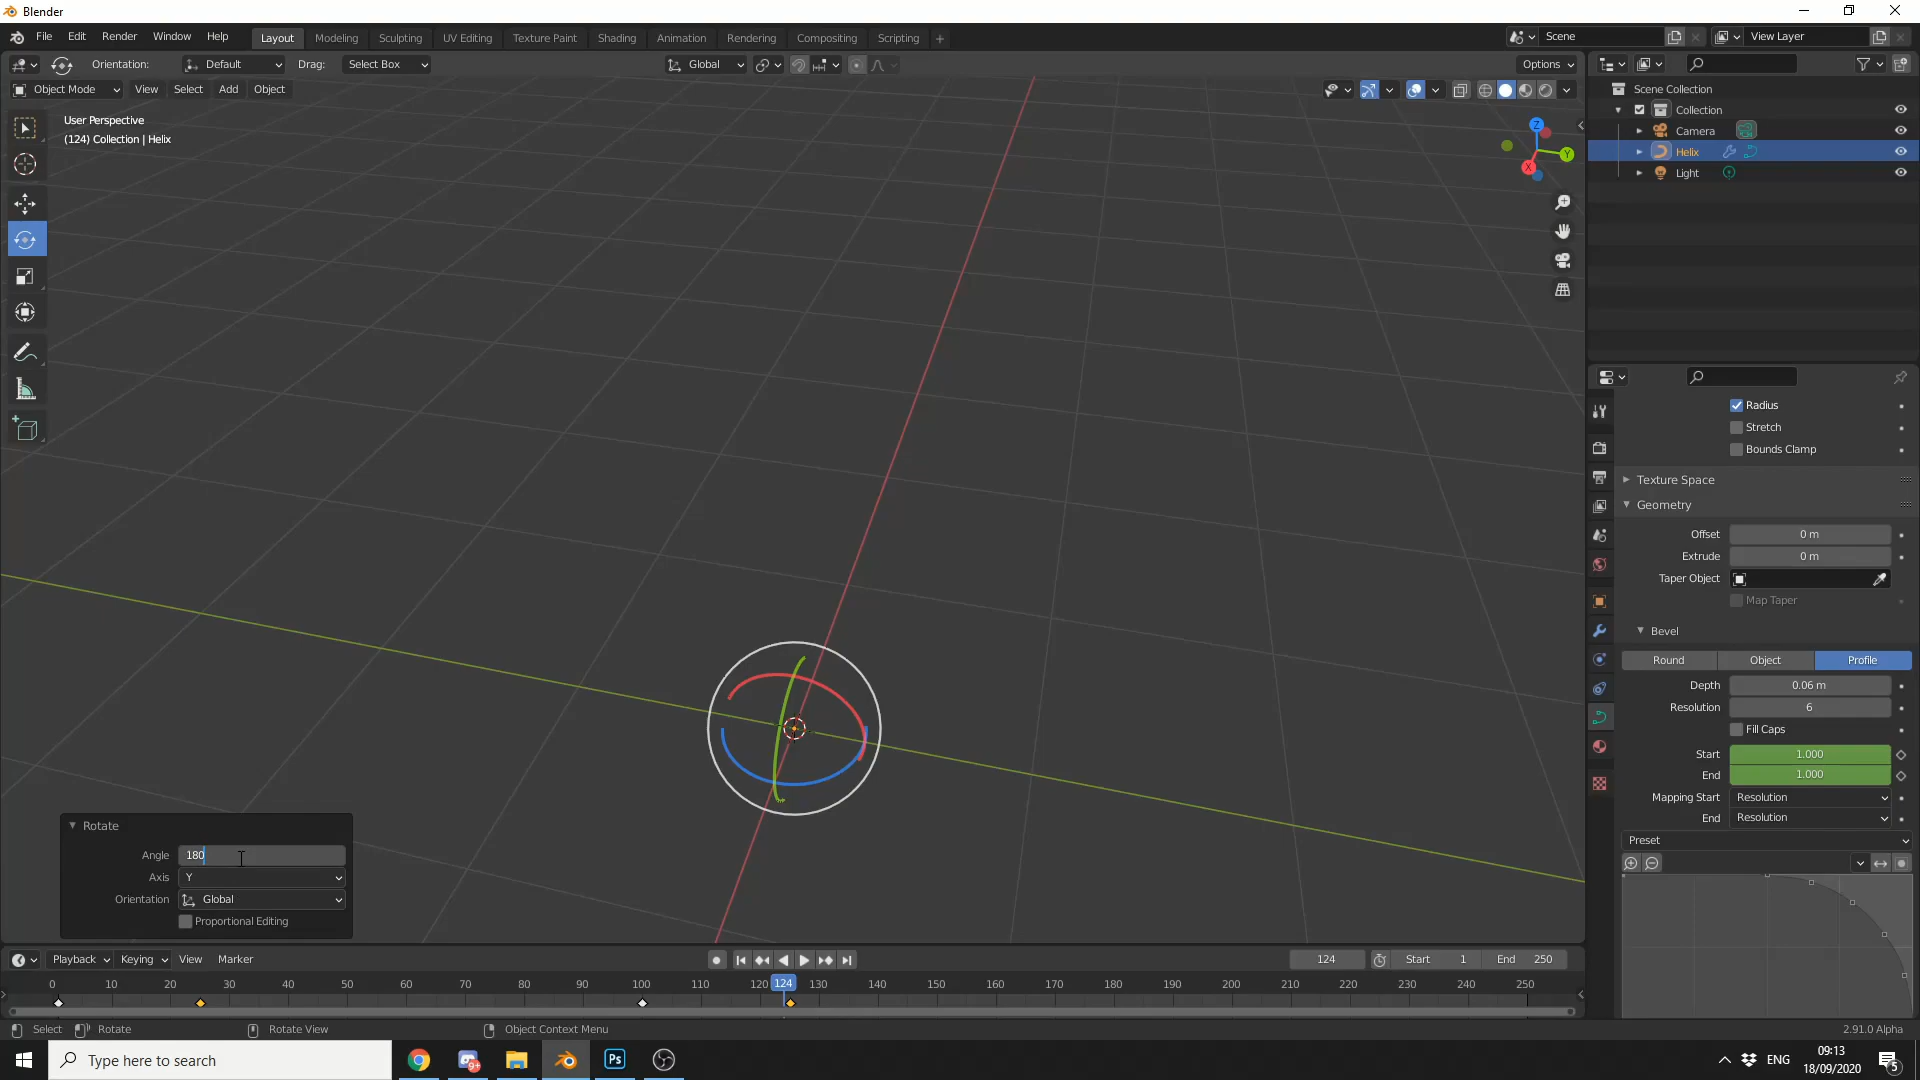 Blender
File Edit Render Window Help
Layout Modeling Sculpting UV Editing Texture Paint Shading Animation Rendering Compositing Scripting +
Scene
View Layer
Orientation: Default Drag: Select Box
Global
Options
Object Mode View Select Add Object
User Perspective
(124) Collection | Helix
Z
Y
X
Scene Collection
Collection
Camera
Helix
Light
Radius
Stretch
Bounds Clamp
Texture Space
Geometry
Offset 0 m
Extrude 0 m
Taper Object
Map Taper
Bevel
Round Object Profile
Depth 0.06 m
Resolution 6
Fill Caps
Start 1.000
End 1.000
Mapping Start Resolution
End Resolution
Preset
Rotate
Angle 180
Axis Y
Orientation Global
Proportional Editing
Playback Keying View Marker
124 Start 1 End 250
0 10 20 30 40 50 60 70 80 90 100 110 120 124 130 140 150 160 170 180 190 200 210 220 230 240 250
Select Rotate Rotate View Object Context Menu
2.91.0 Alpha
Type here to search
9+
Ps
ENG
09:13
18/09/2020
5